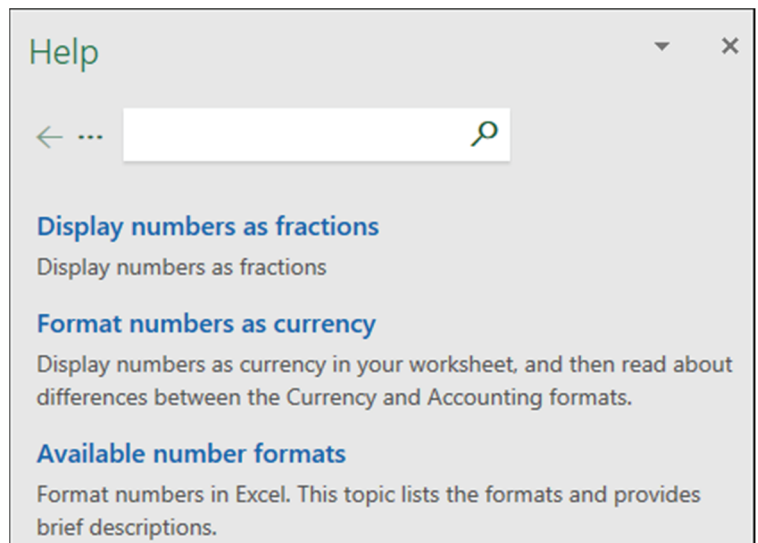 Help
Display numbers as fractions
Display numbers as fractions
Format numbers as currency
Display numbers as currency in your worksheet, and then read about
differences between the Currency and Accounting formats.
Available number formats
Format numbers in Excel. This topic lists the formats and provides
brief descriptions.